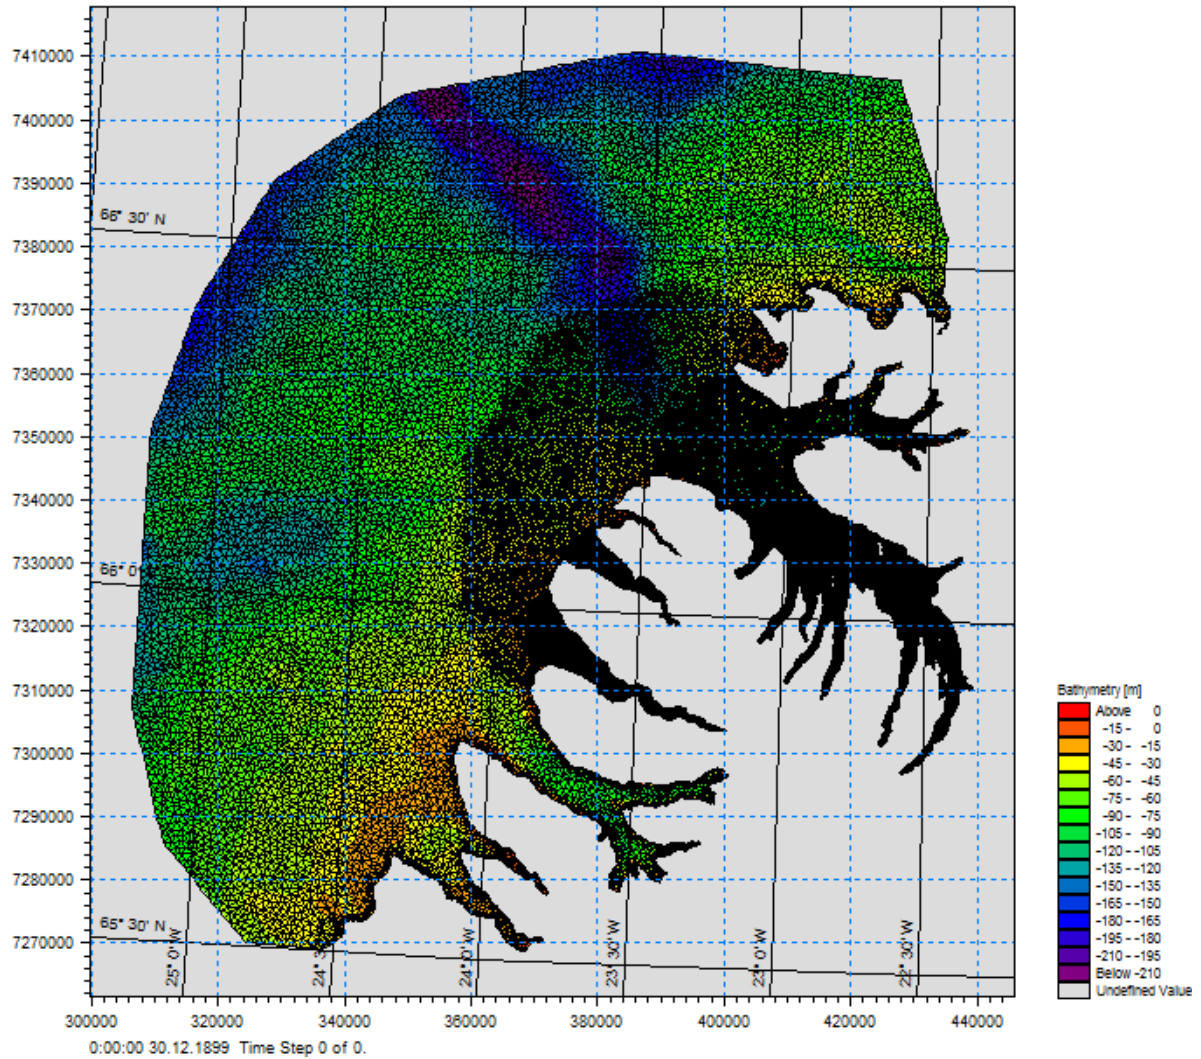 7410000
7400000
7390000
7380000
7370000
7360000
7350000
7340000
7330000
7320000
7310000
7300000
7290000
7280000
7270000
66° 30' N
66° 0'
65° 30' N
25° 0' W
24° 3
24° 0' W
23° 30' W
23° 0' W
22° 30' W
300000 320000 340000 360000 380000 400000 420000 440000
0:00:00 30.12.1899 Time Step 0 of 0.
Bathymetry [m]
Above 0
-15 - 0
-30 - -15
-45 - -30
-60 - -45
-75 - -60
-90 - -75
-105 - -90
-120 - -105
-135 - -120
-150 - -135
-165 - -150
-180 - -165
-195 - -180
-210 - -195
Below -210
Undefined Value